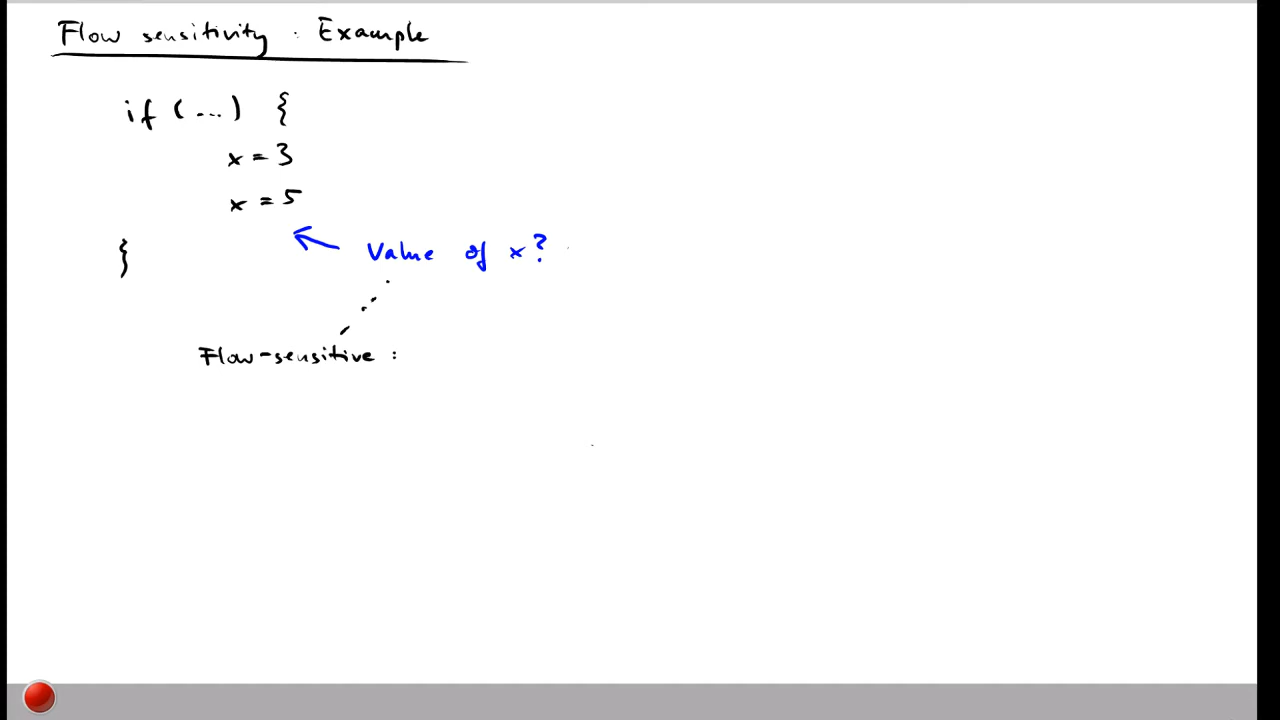 Flow sensitivity : Example
if (...) {
x = 3
x = 5
}
Value of x?
Flow-sensitive :